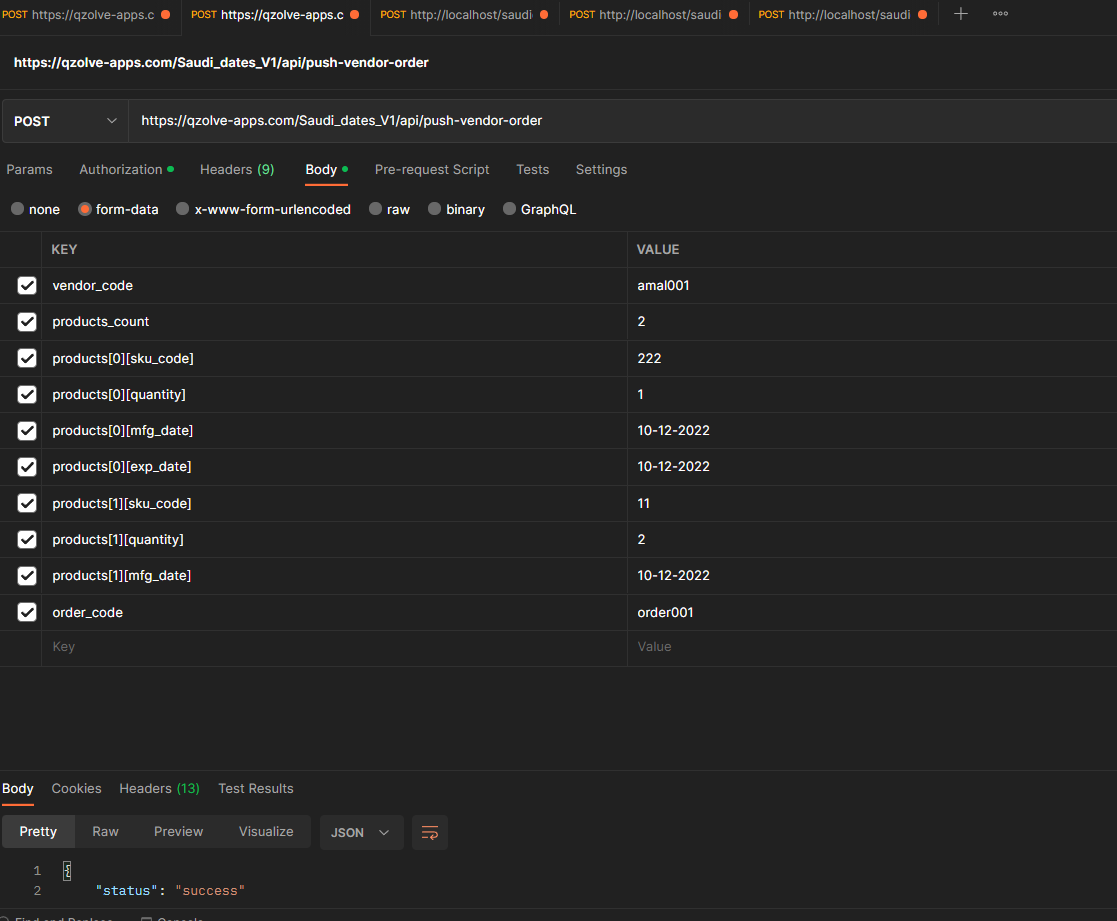 POST https://qzolve-apps.c POST https://qzolve-apps.c POST http://localhost/saudi POST http://localhost/saudi POST http://localhost/saudi
https://qzolve-apps.com/Saudi_dates_V1/api/push-vendor-order
POST https://qzolve-apps.com/Saudi_dates_V1/api/push-vendor-order
Params Authorization Headers (9) Body Pre-request Script Tests Settings
none form-data x-www-form-urlencoded raw binary GraphQL
KEY VALUE
vendor_code amal001
products_count 2
products[0][sku_code] 222
products[0][quantity] 1
products[0][mfg_date] 10-12-2022
products[0][exp_date] 10-12-2022
products[1][sku_code] 11
products[1][quantity] 2
products[1][mfg_date] 10-12-2022
order_code order001
Key Value
Body Cookies Headers (13) Test Results
Pretty Raw Preview Visualize JSON
1 {
2 "status": "success"
Find and Replace Console